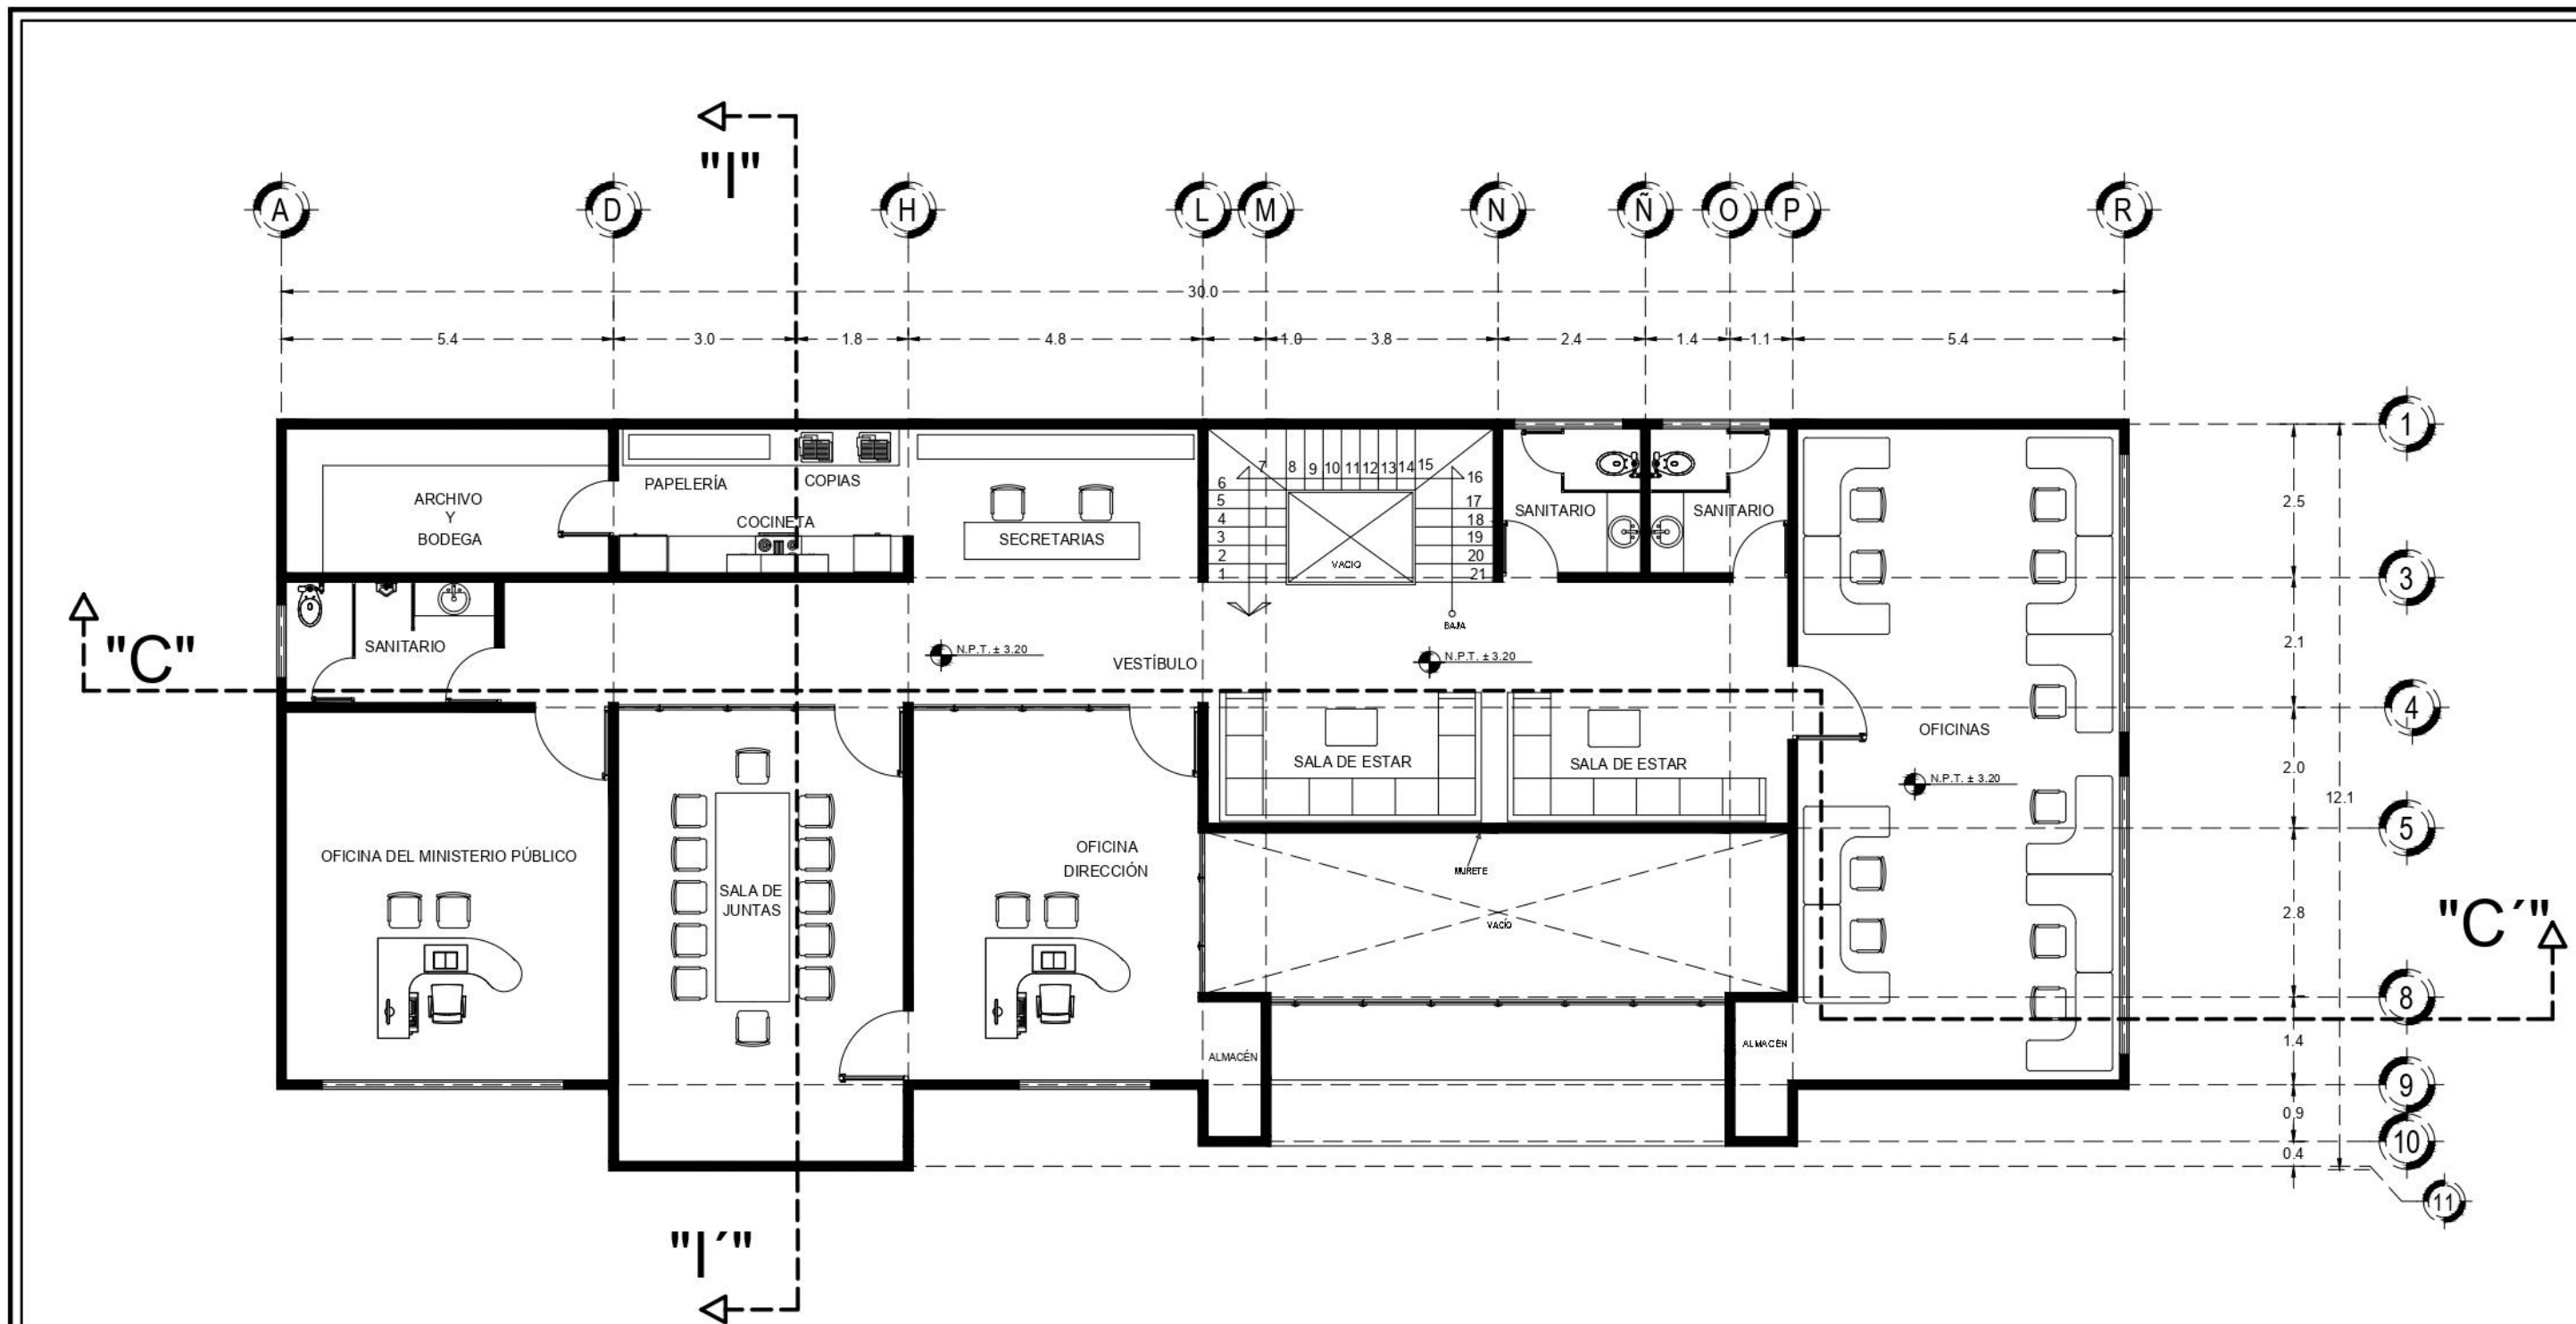 "I"
A D H L M N Ñ O P R
30.0
5.4 3.0 1.8 4.8 1.0 3.8 2.4 1.4 1.1 5.4
1
2.5
3
2.1
4
2.0
12.1
5
2.8
8
1.4
9
0.9
10
0.4
11
ARCHIVO
Y
BODEGA
PAPELERÍA
COPIAS
COCINETA
SECRETARIAS
7 8 9 10 11 12 13 14 15
6 16
5 17
4 18
3 19
2 20
1 21
VACIO
BAJA
SANITARIO
SANITARIO
SANITARIO
"C"
N.P.T. ± 3.20
VESTÍBULO
N.P.T. ± 3.20
SALA DE ESTAR
SALA DE ESTAR
OFICINAS
N.P.T. ± 3.20
OFICINA DEL MINISTERIO PÚBLICO
SALA DE
JUNTAS
OFICINA
DIRECCIÓN
MURETE
VACÍO
"C´"
ALMACÉN
ALMACÉN
"I´"